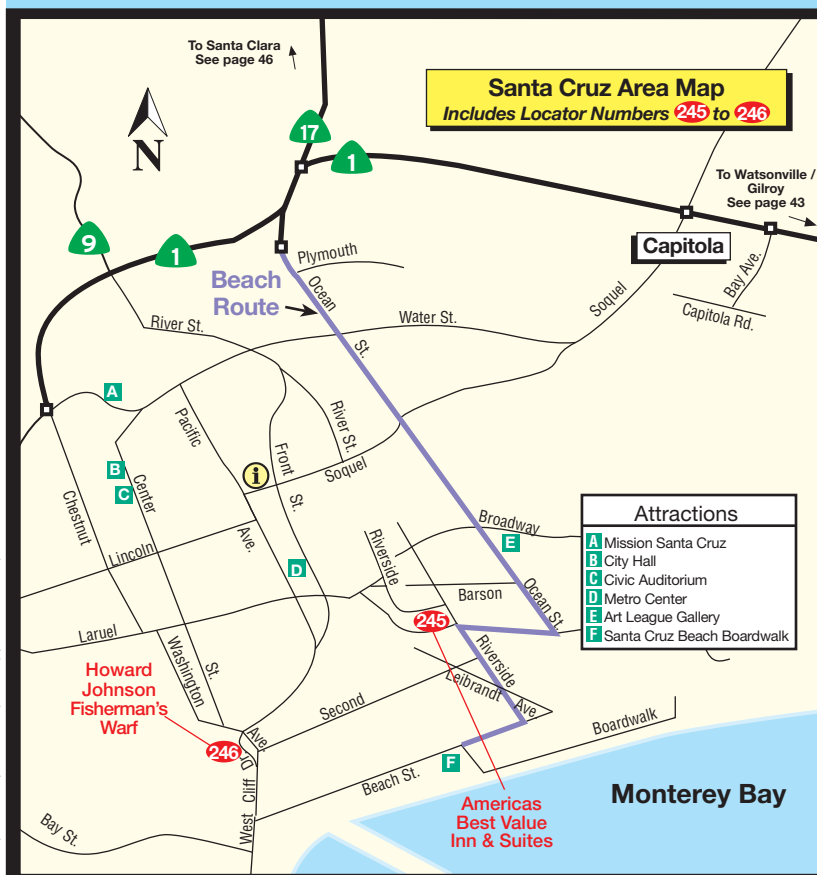 To Santa Clara
See page 46
Santa Cruz Area Map
Includes Locator Numbers 245 to 246
N
17
1
To Watsonville /
Gilroy
See page 43
9
1
Capitola
Plymouth
Beach
Route
Ocean
St.
Bay Ave.
Soquel
Capitola Rd.
River St.
Water St.
A
Pacific
Ave.
River St.
Front
St.
i
Soquel
B
C
Center
St.
Chestnut
Lincoln
Broadway
E
D
Riverside
Barson
Ocean St.
Attractions
A Mission Santa Cruz
B City Hall
C Civic Auditorium
D Metro Center
E Art League Gallery
F Santa Cruz Beach Boardwalk
245
Laruel
Washington
Riverside
Leibrandt
Ave.
Howard
Johnson
Fisherman's
Warf
Second
Ave.
Boardwalk
246
Dr.
West Cliff
F
Beach St.
Monterey Bay
Americas
Best Value
Inn & Suites
Bay St.